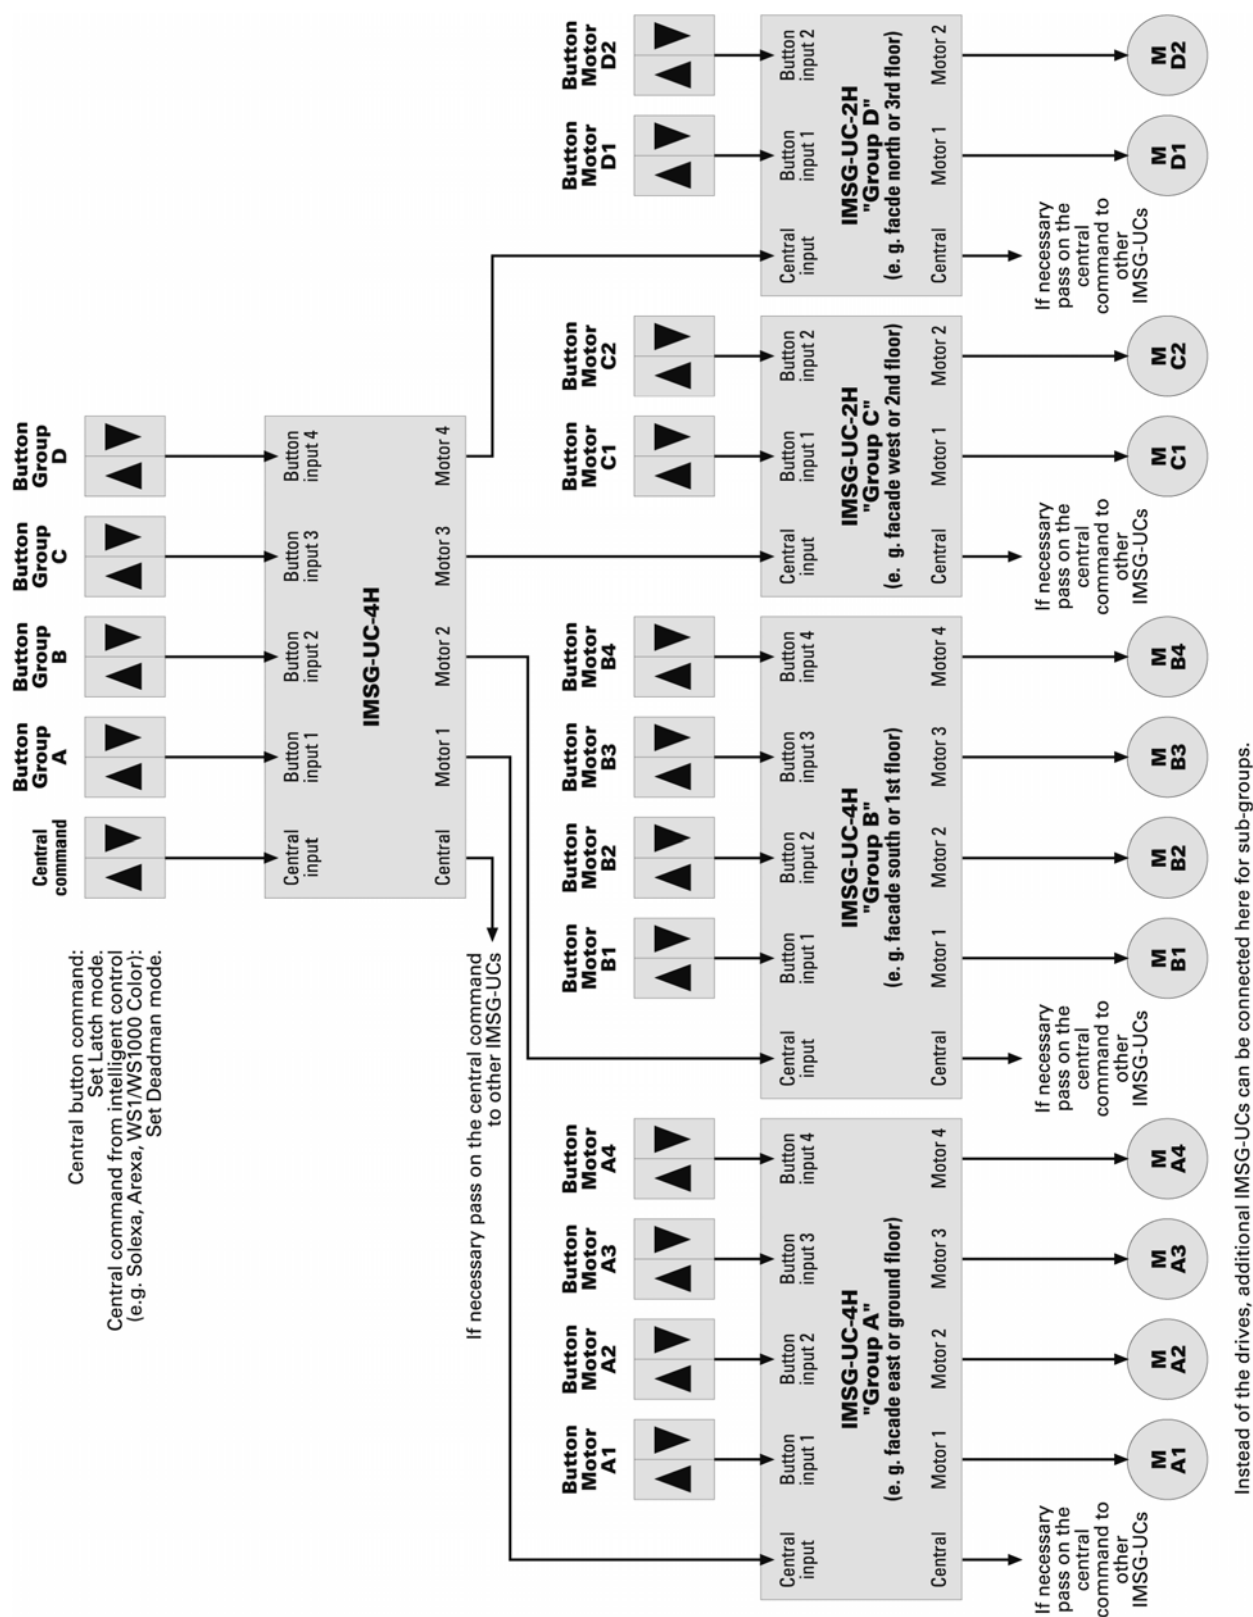 Central button command:
Set Latch mode.
Central command from intelligent control
(e.g. Solexa, Arexa, WS1/WS1000 Color):
Set Deadman mode.
Central
command
Button
Group
A
Button
Group
B
Button
Group
C
Button
Group
D
Central
input
Button
input 1
Button
input 2
Button
input 3
Button
input 4
IMSG-UC-4H
Central
Motor 1
Motor 2
Motor 3
Motor 4
If necessary pass on the central command
to other IMSG-UCs
Button
Motor
A1
Button
Motor
A2
Button
Motor
A3
Button
Motor
A4
Button
Motor
B1
Button
Motor
B2
Button
Motor
B3
Button
Motor
B4
Button
Motor
C1
Button
Motor
C2
Button
Motor
D1
Button
Motor
D2
Central
input
Button
input 1
Button
input 2
Button
input 3
Button
input 4
IMSG-UC-4H
"Group A"
(e. g. facade east or ground floor)
Central
Motor 1
Motor 2
Motor 3
Motor 4
Central
input
Button
input 1
Button
input 2
Button
input 3
Button
input 4
IMSG-UC-4H
"Group B"
(e. g. facade south or 1st floor)
Central
Motor 1
Motor 2
Motor 3
Motor 4
Central
input
Button
input 1
Button
input 2
IMSG-UC-2H
"Group C"
(e. g. facade west or 2nd floor)
Central
Motor 1
Motor 2
Central
input
Button
input 1
Button
input 2
IMSG-UC-2H
"Group D"
(e. g. facde north or 3rd floor)
Central
Motor 1
Motor 2
If necessary
pass on the
central
command to
other
IMSG-UCs
M
A1
M
A2
M
A3
M
A4
If necessary
pass on the
central
command to
other
IMSG-UCs
M
B1
M
B2
M
B3
M
B4
If necessary
pass on the
central
command to
other
IMSG-UCs
M
C1
M
C2
If necessary
pass on the
central
command to
other
IMSG-UCs
M
D1
M
D2
Instead of the drives, additional IMSG-UCs can be connected here for sub-groups.